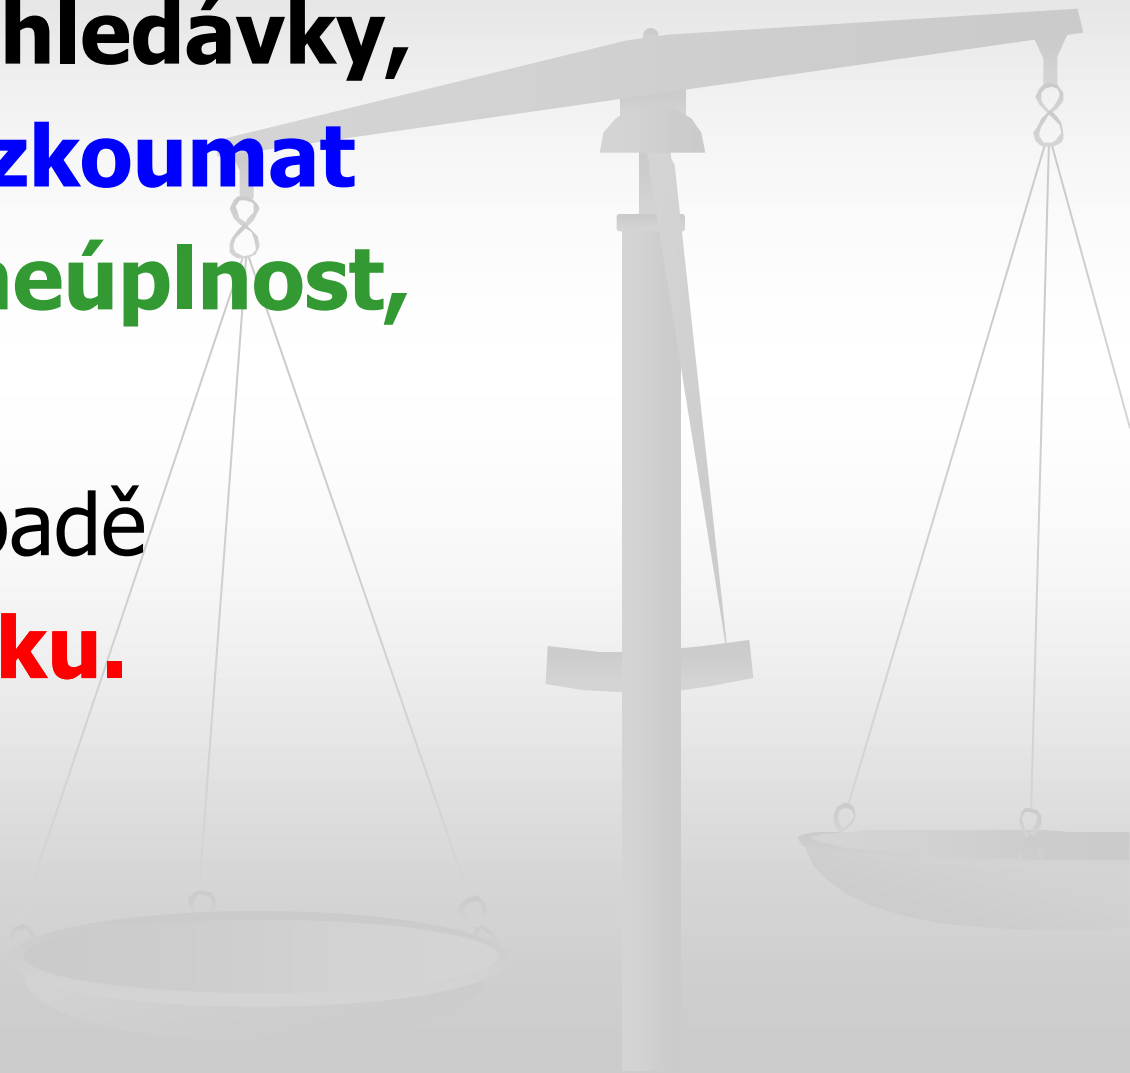 hledávky,
zkoumat
neúplnost,
padě
ku.